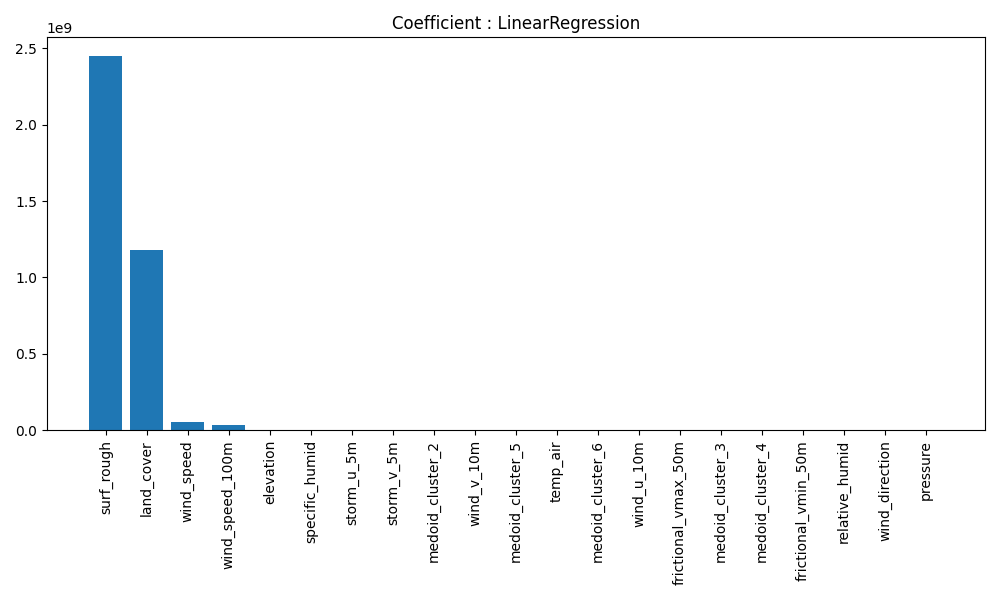 Coefficient : LinearRegression
1e9
2.5
2.0
1.5
1.0
0.5
0.0
surf_rough
land_cover
wind_speed
wind_speed_100m
elevation
specific_humid
storm_u_5m
storm_v_5m
medoid_cluster_2
wind_v_10m
medoid_cluster_5
temp_air
medoid_cluster_6
wind_u_10m
frictional_vmax_50m
medoid_cluster_3
medoid_cluster_4
frictional_vmin_50m
relative_humid
wind_direction
pressure